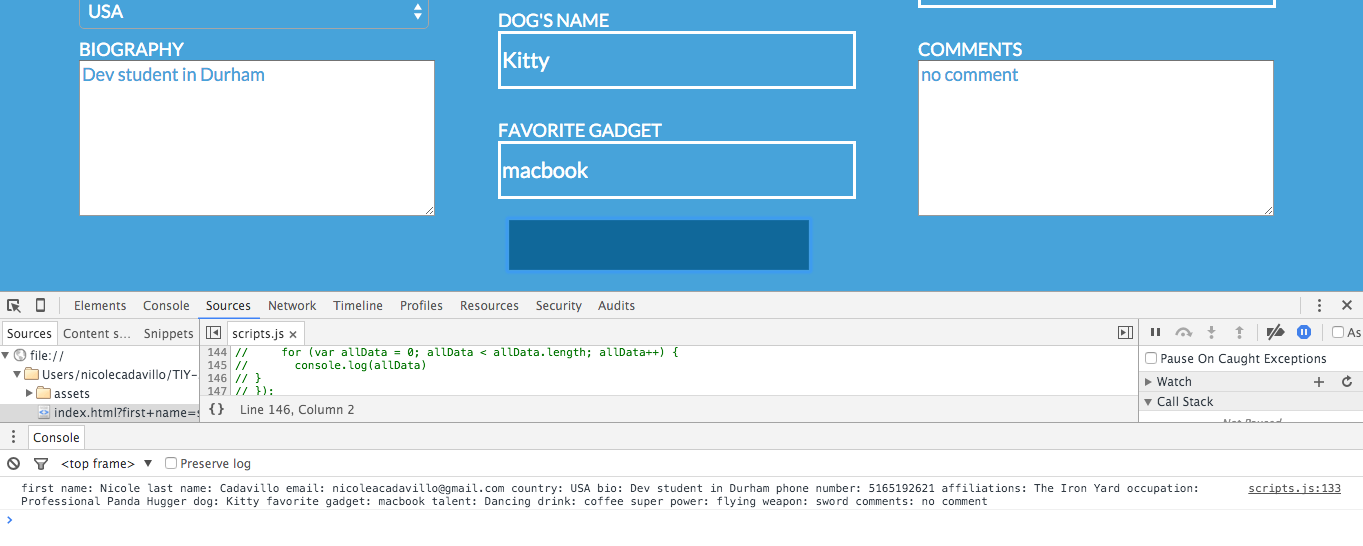 USA
BIOGRAPHY
Dev student in Durham
DOG'S NAME
Kitty
FAVORITE GADGET
macbook
COMMENTS
no comment
Elements Console Sources Network Timeline Profiles Resources Security Audits
Sources Content s... Snippets
scripts.js ×
As
file://
Users/nicolecadavillo/TIY-
assets
index.html?first+name=s
144 // for (var allData = 0; allData < allData.length; allData++) {
145 // console.log(allData)
146 // }
147 // });
{} Line 146, Column 2
Pause On Caught Exceptions
Watch
Call Stack
Not Paused
Console
<top frame> Preserve log
first name: Nicole last name: Cadavillo email: nicoleacadavillo@gmail.com country: USA bio: Dev student in Durham phone number: 5165192621 affiliations: The Iron Yard occupation: scripts.js:133
Professional Panda Hugger dog: Kitty favorite gadget: macbook talent: Dancing drink: coffee super power: flying weapon: sword comments: no comment
>